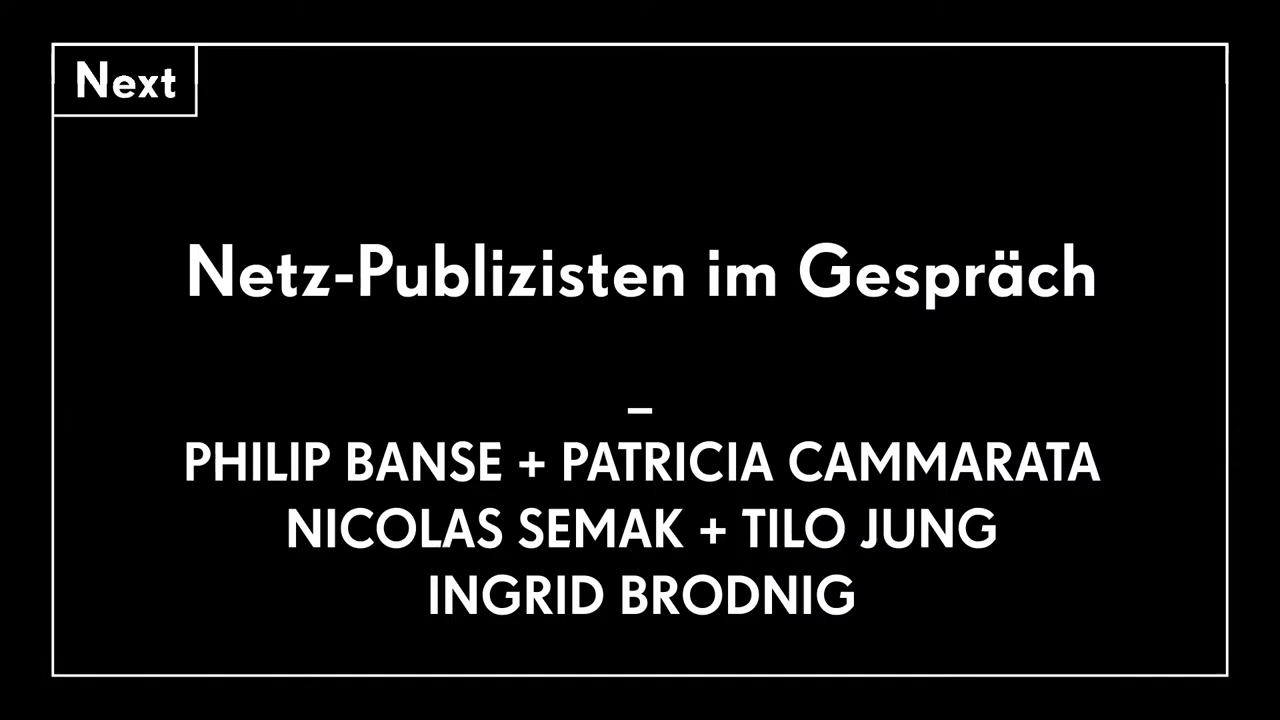 Next
Netz-Publizisten im Gespräch
–
PHILIP BANSE + PATRICIA CAMMARATA
NICOLAS SEMAK + TILO JUNG
INGRID BRODNIG